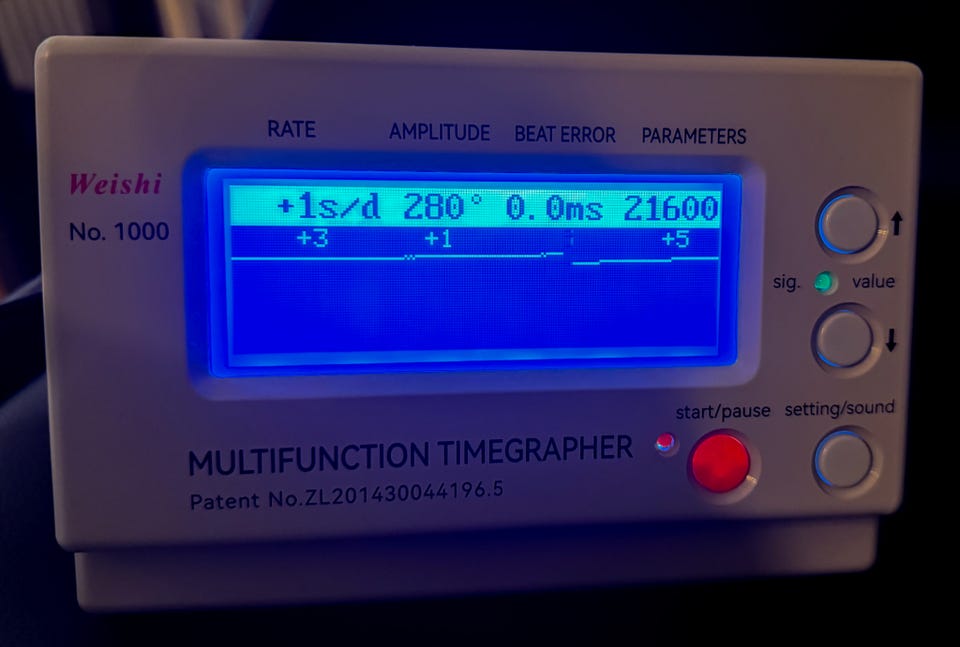 RATE AMPLITUDE BEAT ERROR PARAMETERS
Weishi
No. 1000
+1s/d 280° 0.0ms 21600
+3 +1 +5
sig. value
start/pause setting/sound
MULTIFUNCTION TIMEGRAPHER
Patent No.ZL201430044196.5